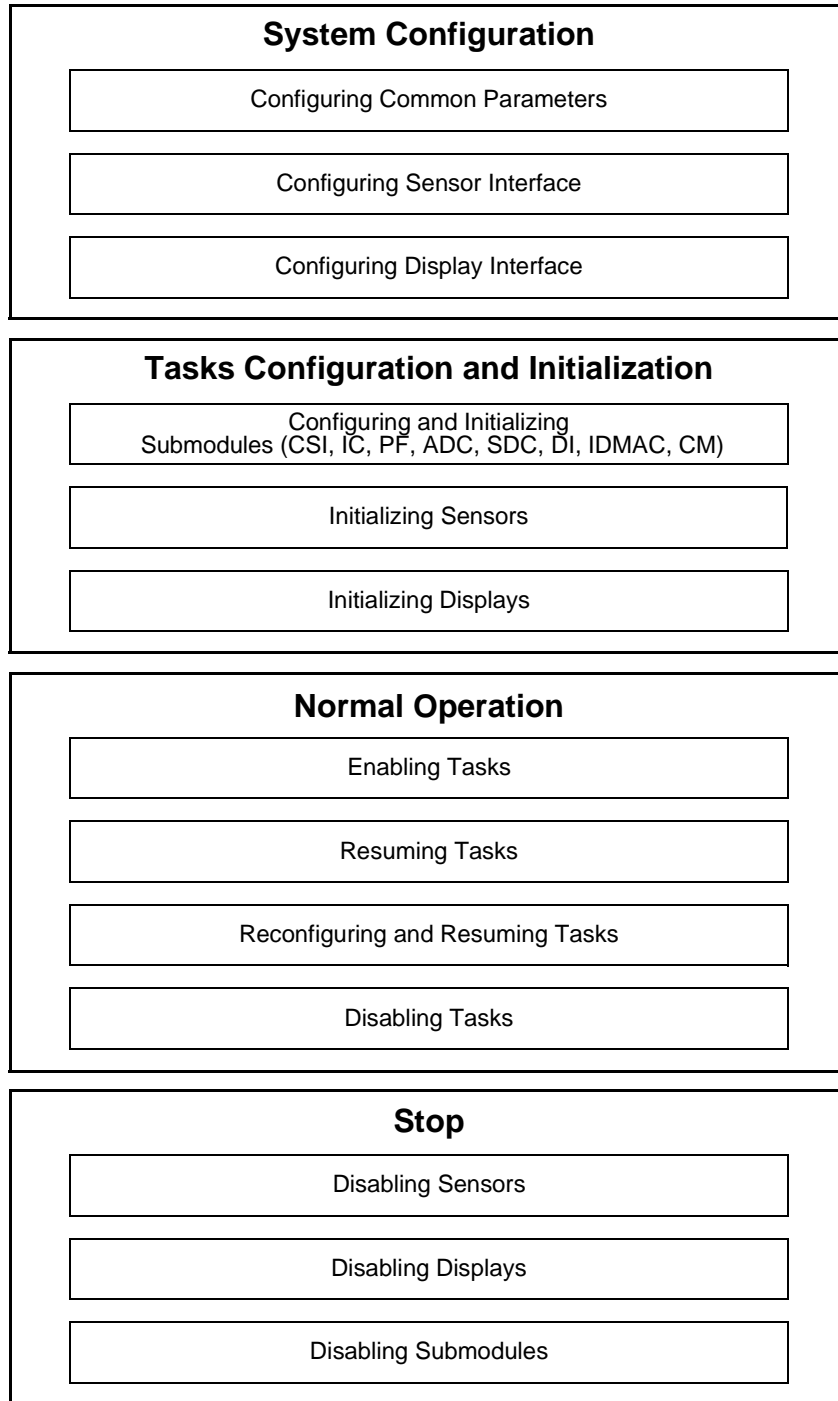 System Configuration
Configuring Common Parameters
Configuring Sensor Interface
Configuring Display Interface
Tasks Configuration and Initialization
Configuring and Initializing
Submodules (CSI, IC, PF, ADC, SDC, DI, IDMAC, CM)
Initializing Sensors
Initializing Displays
Normal Operation
Enabling Tasks
Resuming Tasks
Reconfiguring and Resuming Tasks
Disabling Tasks
Stop
Disabling Sensors
Disabling Displays
Disabling Submodules